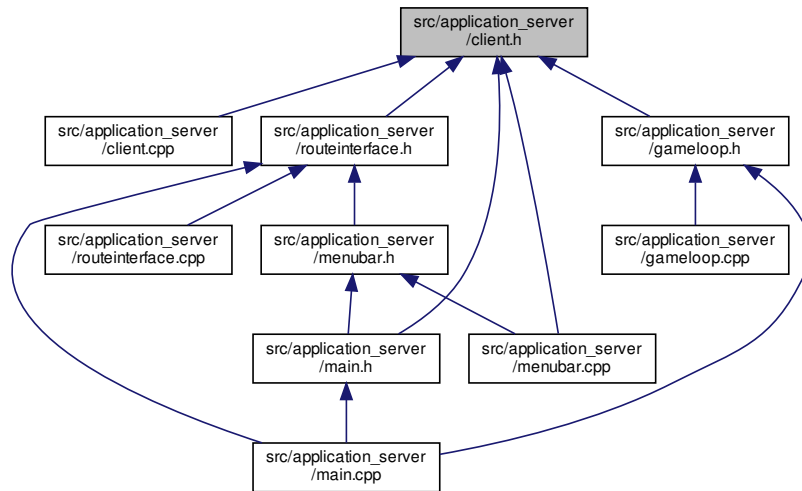 src/application_server
/client.h
src/application_server
/client.cpp
src/application_server
/routeinterface.h
src/application_server
/gameloop.h
src/application_server
/routeinterface.cpp
src/application_server
/menubar.h
src/application_server
/gameloop.cpp
src/application_server
/main.h
src/application_server
/menubar.cpp
src/application_server
/main.cpp